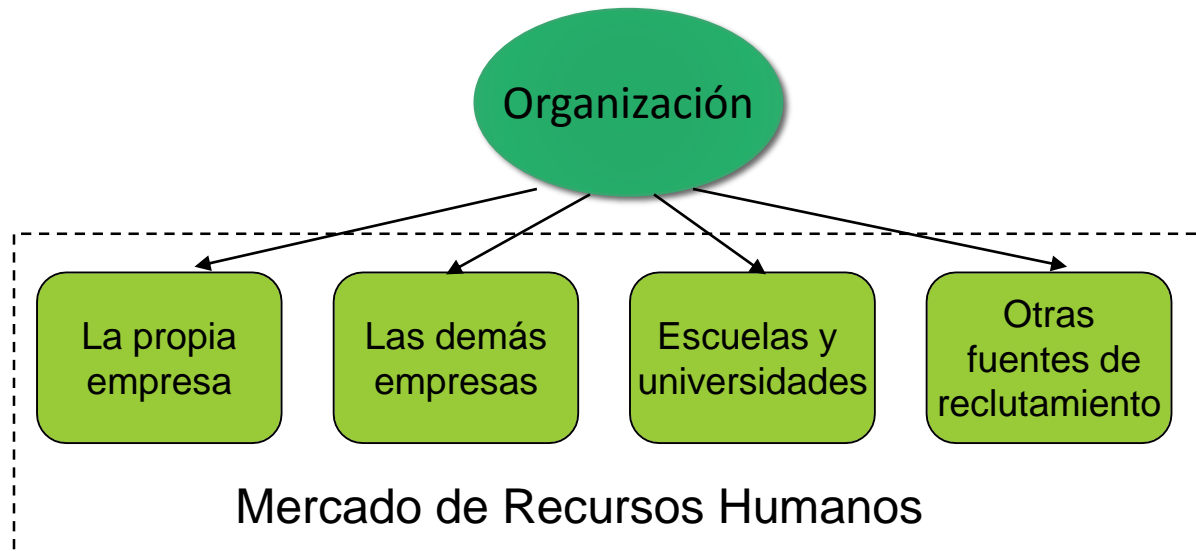 Organización
La propia
empresa
Las demás
empresas
Escuelas y
universidades
Otras
fuentes de
reclutamiento
Mercado de Recursos Humanos